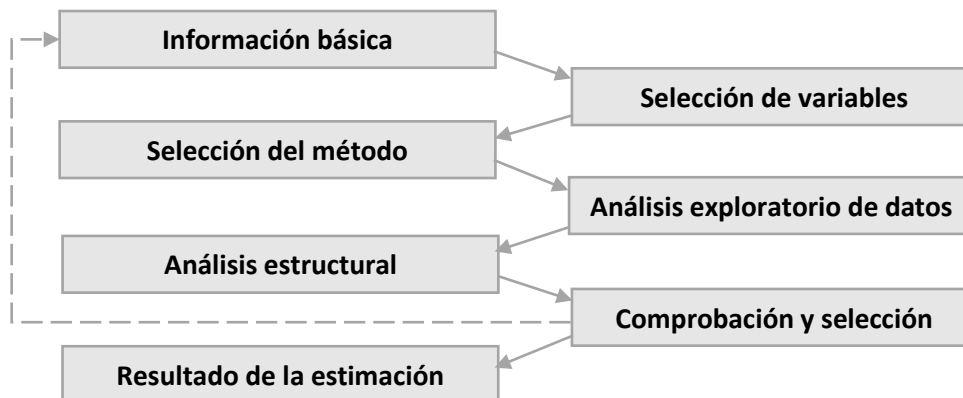 Información básica
Selección de variables
Selección del método
Análisis exploratorio de datos
Análisis estructural
Comprobación y selección
Resultado de la estimación